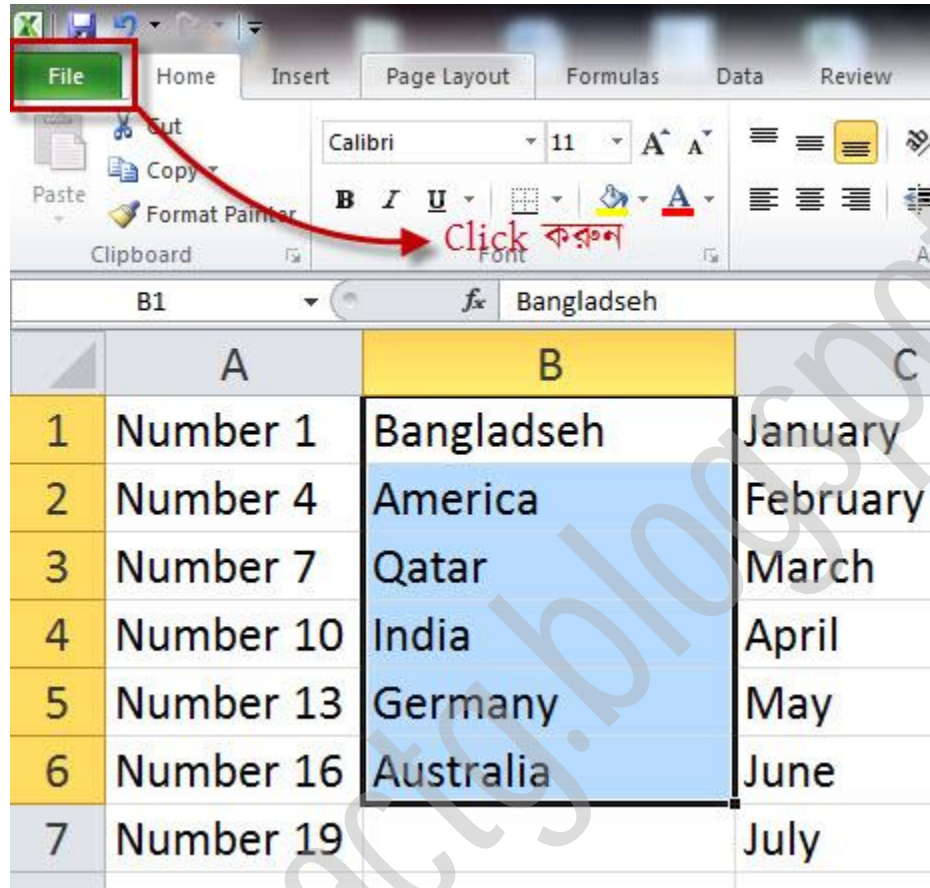 File Home Insert Page Layout Formulas Data Review
Cut
Calibri 11 A A
Copy
Paste
Format Painter
B I U A
Click করুন
Clipboard Font A
B1 fx Bangladseh
A B C
1 Number 1 Bangladseh January
2 Number 4 America February
3 Number 7 Qatar March
4 Number 10 India April
5 Number 13 Germany May
6 Number 16 Australia June
7 Number 19 July